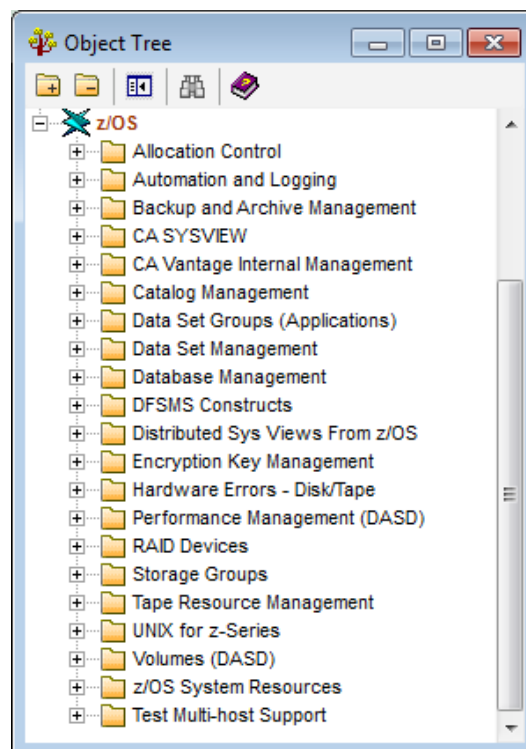 Object Tree
z/OS
Allocation Control
Automation and Logging
Backup and Archive Management
CA SYSVIEW
CA Vantage Internal Management
Catalog Management
Data Set Groups (Applications)
Data Set Management
Database Management
DFSMS Constructs
Distributed Sys Views From z/OS
Encryption Key Management
Hardware Errors - Disk/Tape
Performance Management (DASD)
RAID Devices
Storage Groups
Tape Resource Management
UNIX for z-Series
Volumes (DASD)
z/OS System Resources
Test Multi-host Support